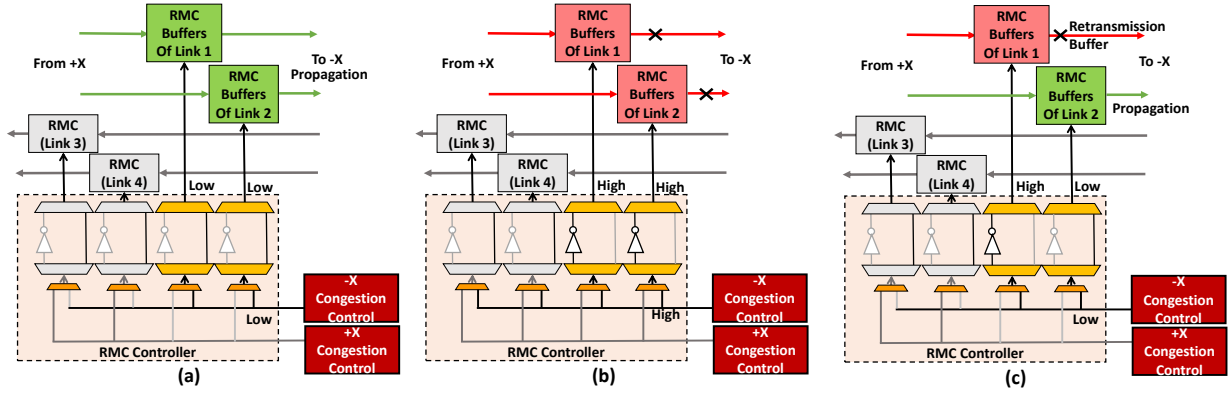 RMC
Buffers
Of Link 1
From +X
To -X
Propagation
RMC
Buffers
Of Link 2
RMC
(Link 3)
RMC
(Link 4)
Low
Low
Low
-X
Congestion
Control
+X
Congestion
Control
RMC Controller
(a)
RMC
Buffers
Of Link 1
From +X
To -X
RMC
Buffers
Of Link 2
RMC
(Link 3)
RMC
(Link 4)
High
High
High
-X
Congestion
Control
+X
Congestion
Control
RMC Controller
(b)
RMC
Buffers
Of Link 1
Retransmission
Buffer
From +X
To -X
RMC
Buffers
Of Link 2
Propagation
RMC
(Link 3)
RMC
(Link 4)
High
Low
Low
-X
Congestion
Control
+X
Congestion
Control
RMC Controller
(c)